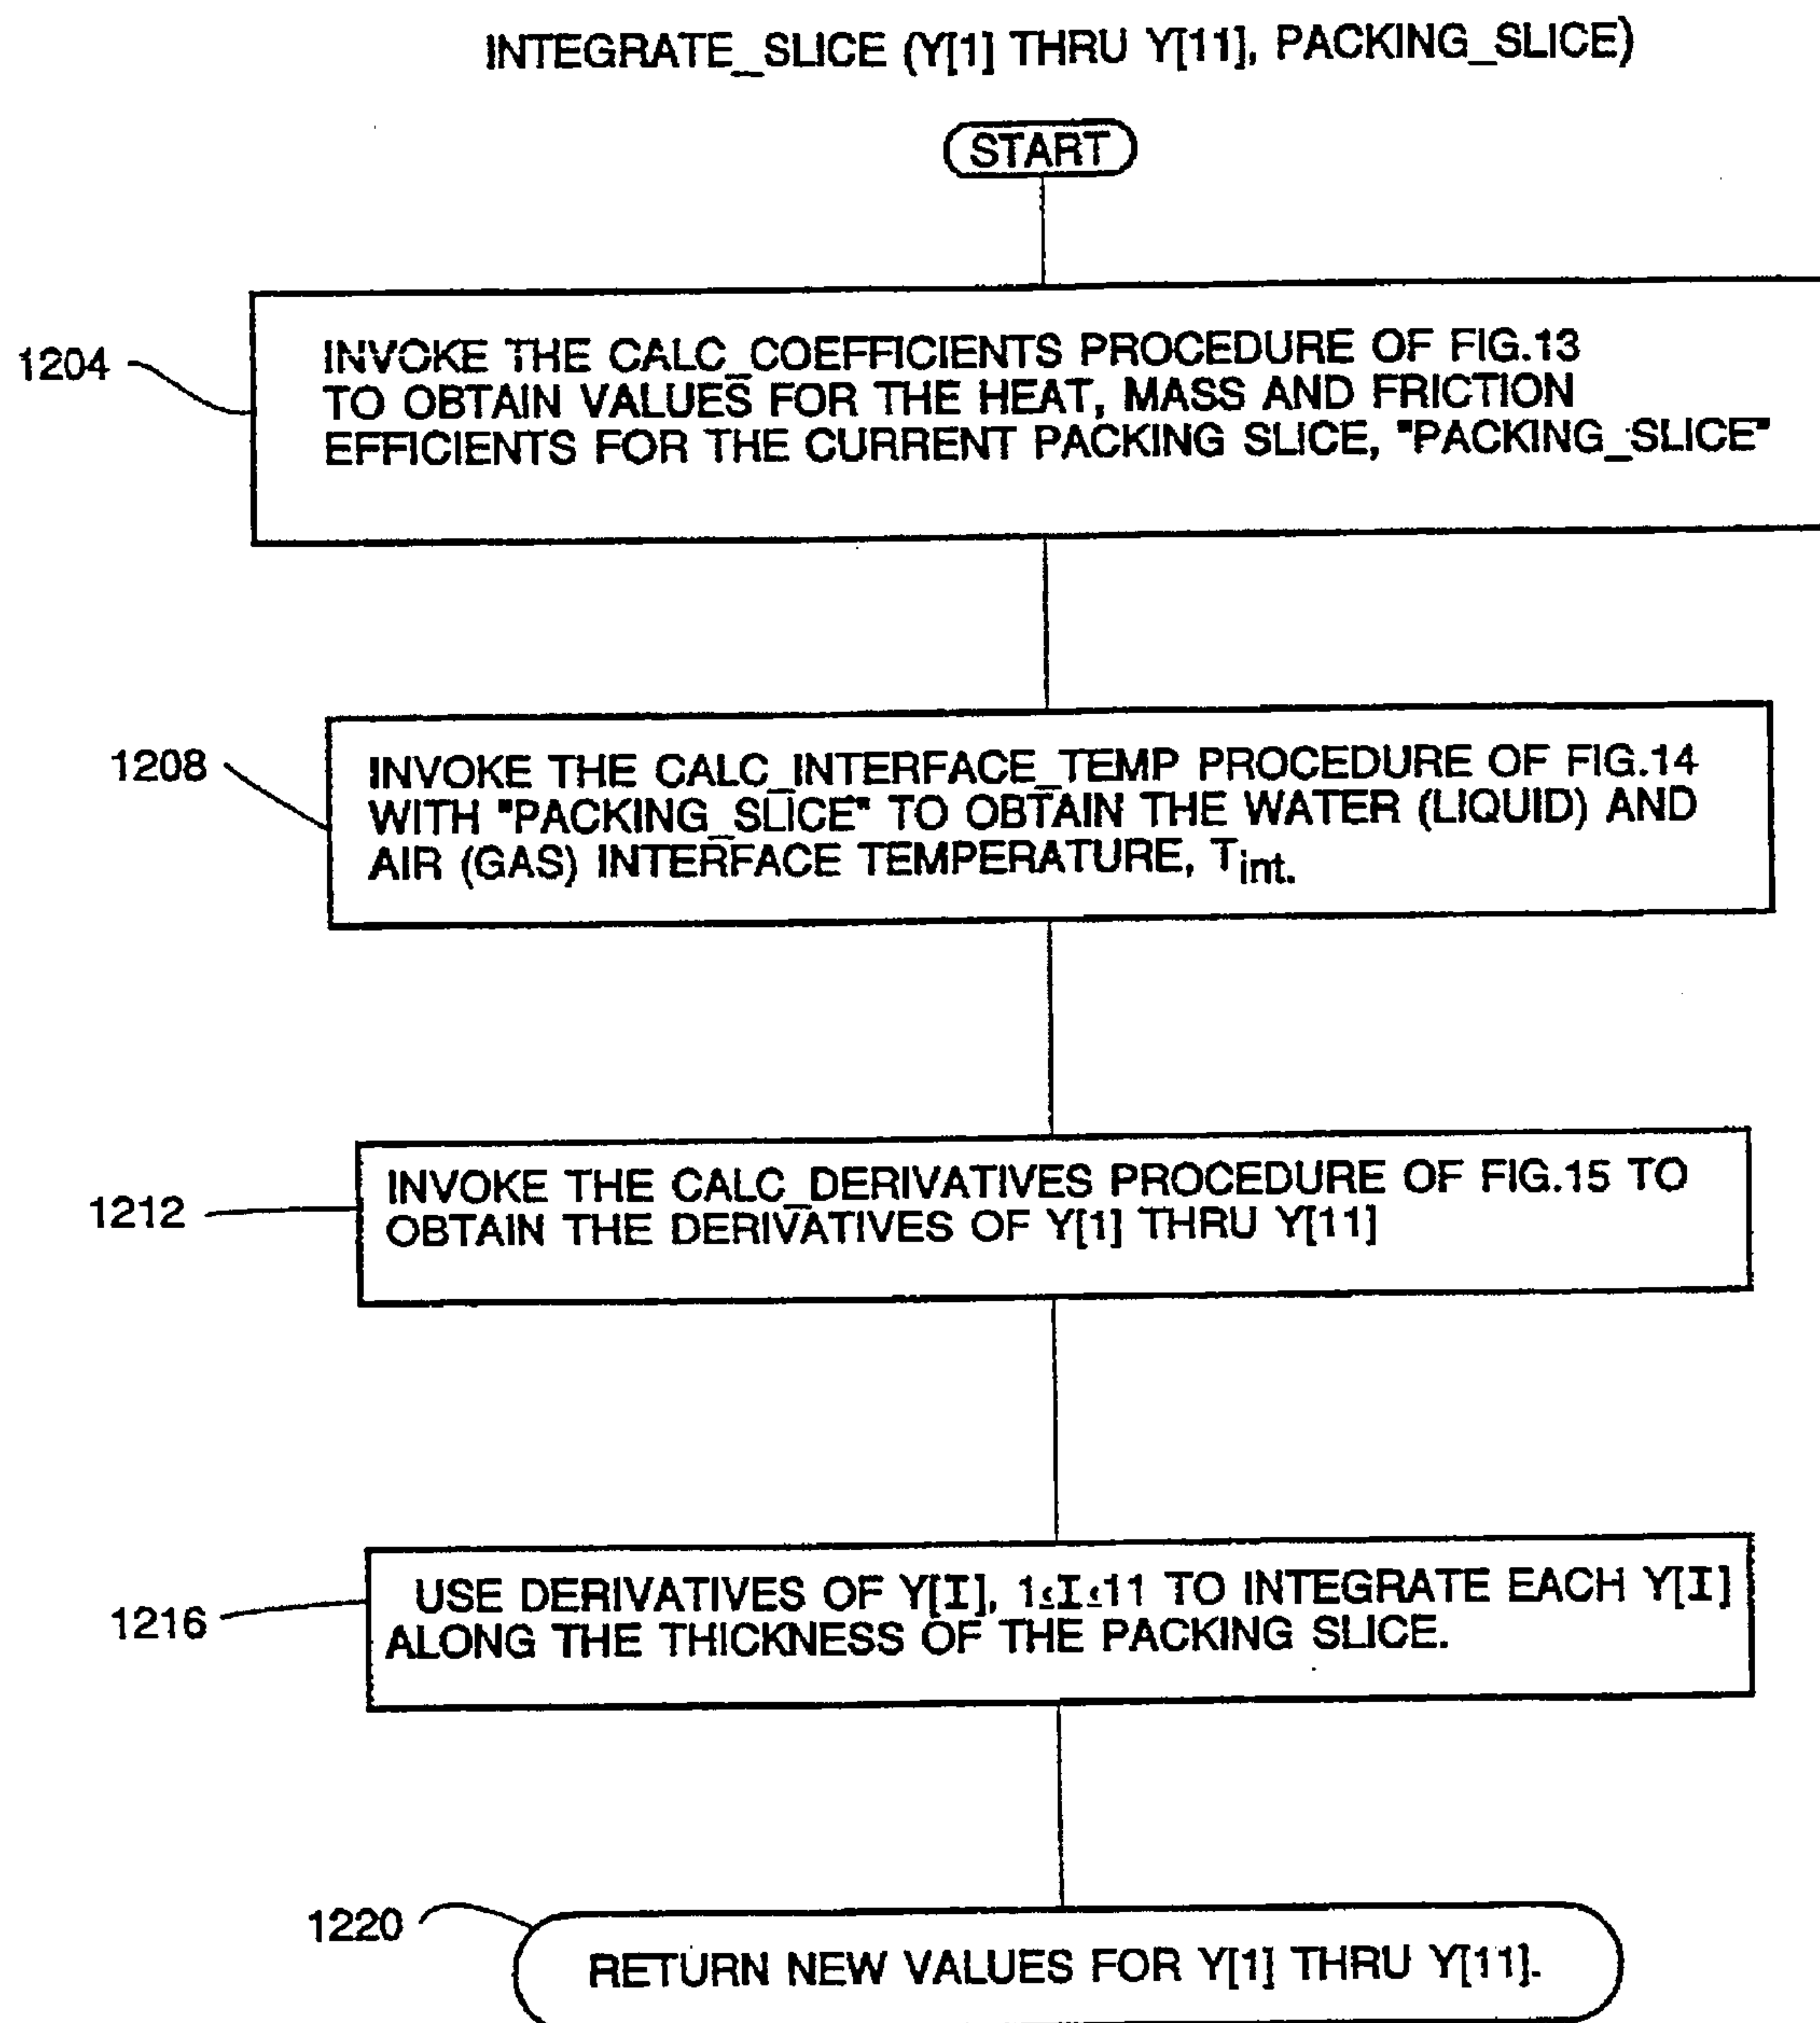 INTEGRATE_SLICE (Y[1] THRU Y[11], PACKING_SLICE)
START
1204
INVOKE THE CALC_COEFFICIENTS PROCEDURE OF FIG.13
TO OBTAIN VALUES FOR THE HEAT, MASS AND FRICTION
EFFICIENTS FOR THE CURRENT PACKING SLICE, "PACKING_SLICE"
1208
INVOKE THE CALC_INTERFACE_TEMP PROCEDURE OF FIG.14
WITH "PACKING_SLICE" TO OBTAIN THE WATER (LIQUID) AND
AIR (GAS) INTERFACE TEMPERATURE, Tint.
1212
INVOKE THE CALC_DERIVATIVES PROCEDURE OF FIG.15 TO
OBTAIN THE DERIVATIVES OF Y[1] THRU Y[11]
1216
USE DERIVATIVES OF Y[I], 1≤I≤11 TO INTEGRATE EACH Y[I]
ALONG THE THICKNESS OF THE PACKING SLICE.
1220
RETURN NEW VALUES FOR Y[1] THRU Y[11].